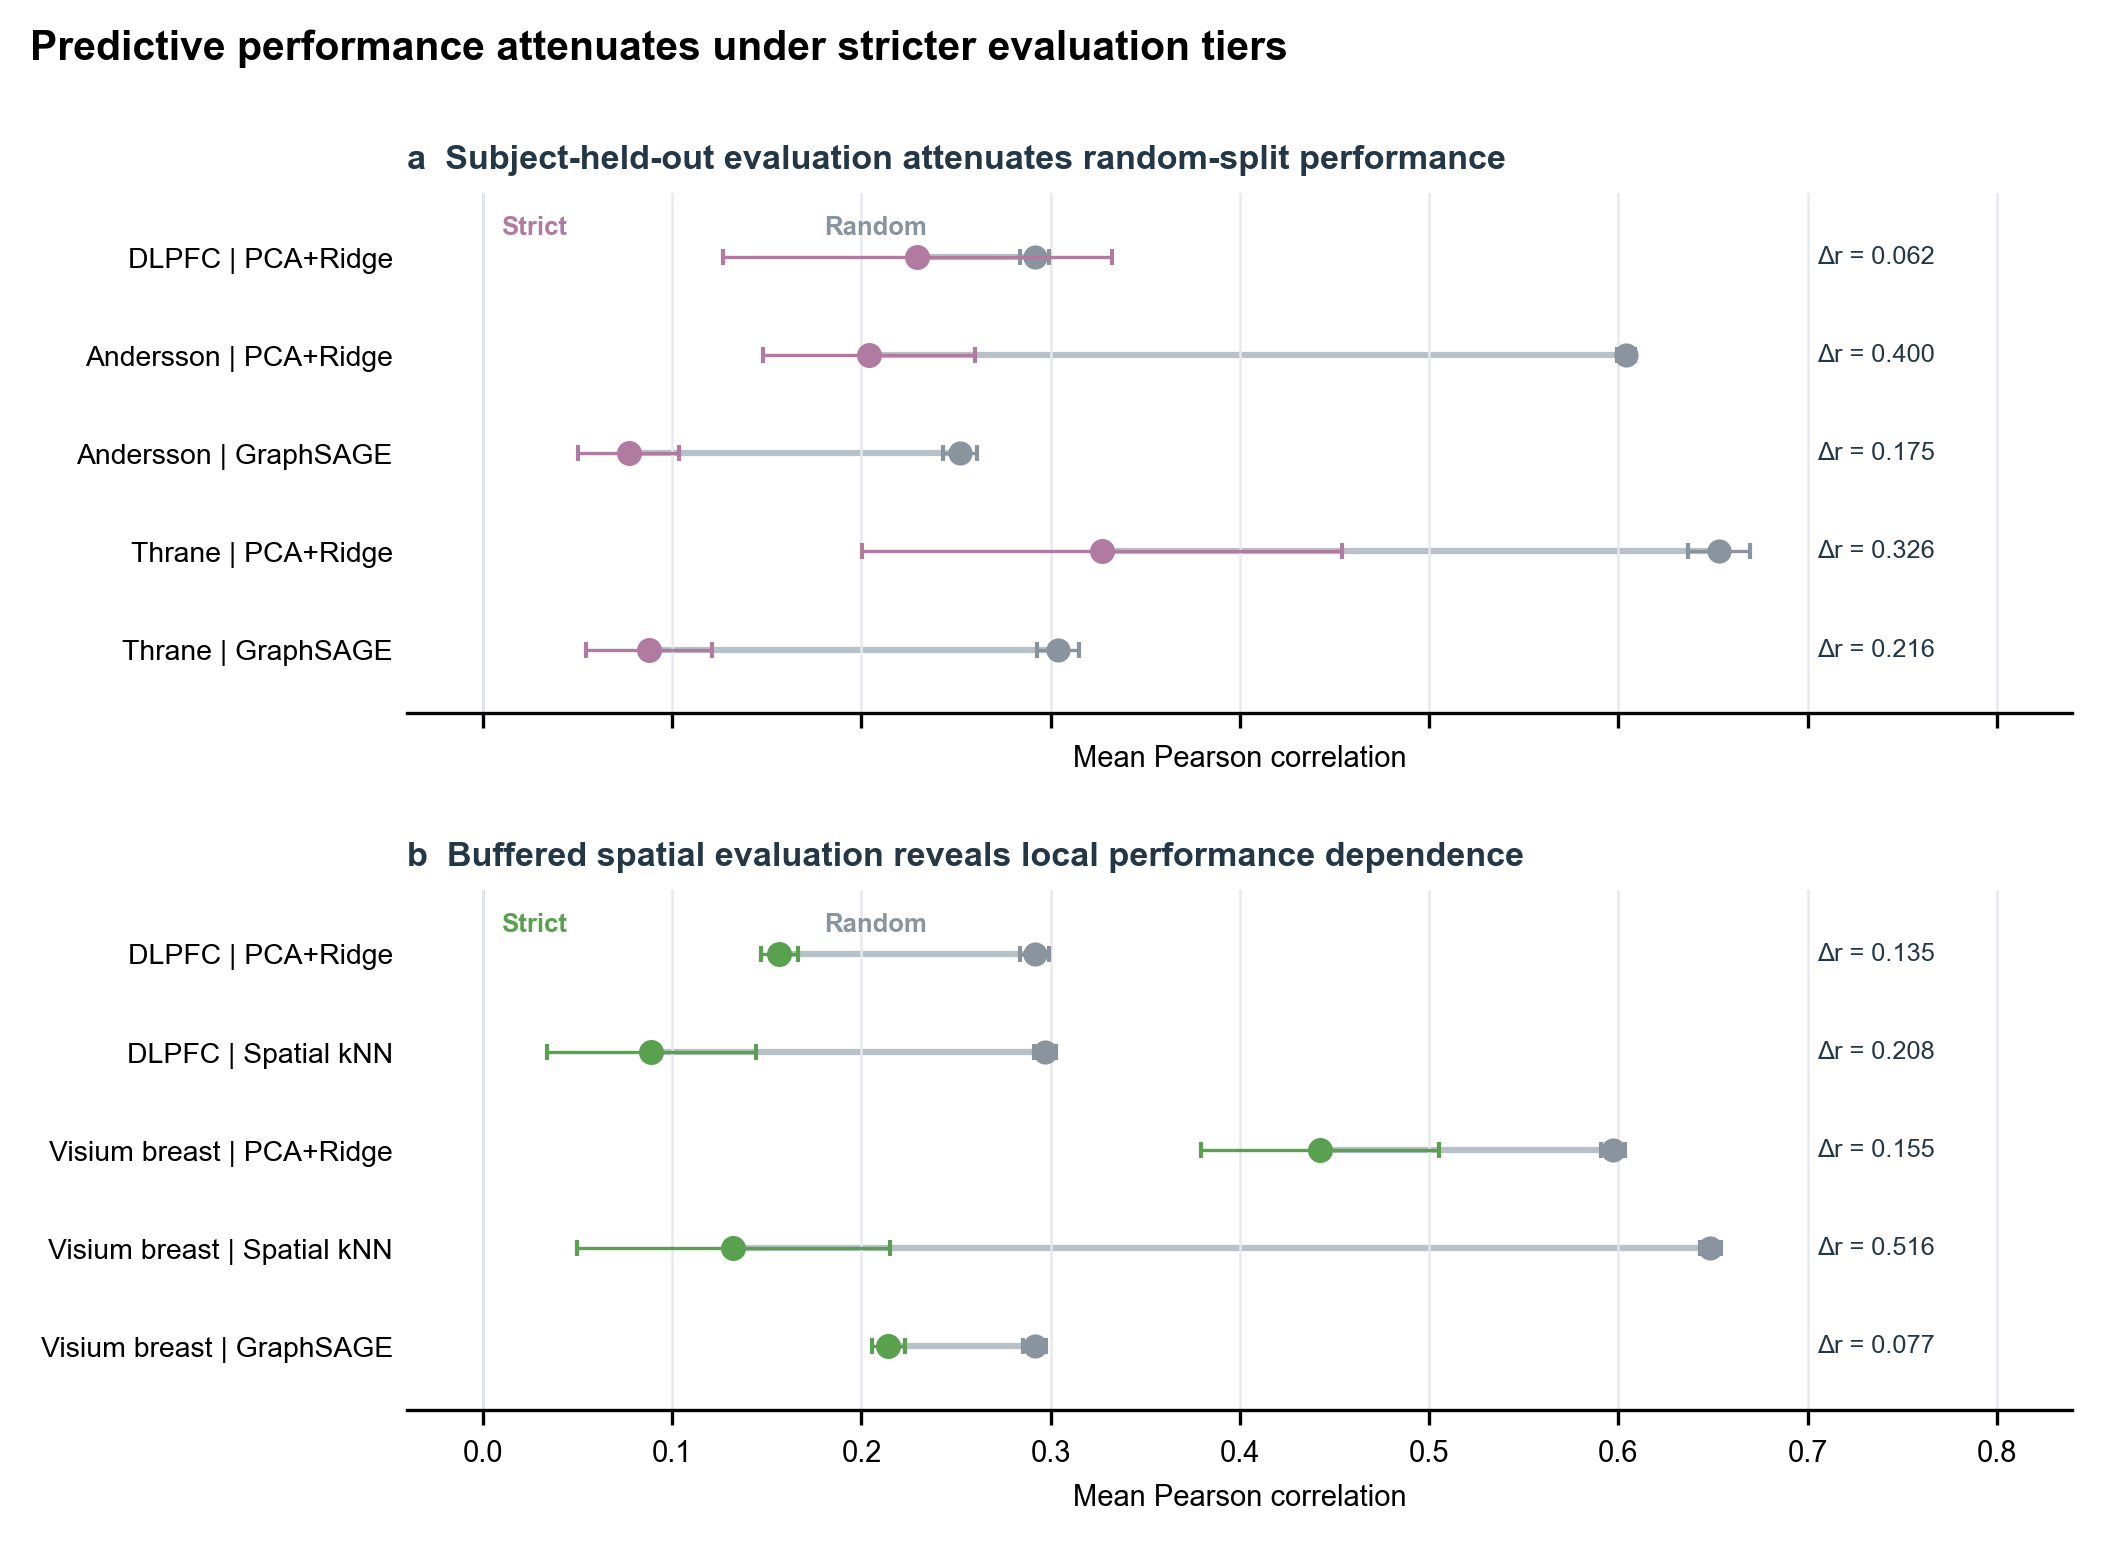 Predictive performance attenuates under stricter evaluation tiers
a Subject-held-out evaluation attenuates random-split performance
Strict
Random
DLPFC | PCA+Ridge
Δr = 0.062
Andersson | PCA+Ridge
Δr = 0.400
Andersson | GraphSAGE
Δr = 0.175
Thrane | PCA+Ridge
Δr = 0.326
Thrane | GraphSAGE
Δr = 0.216
Mean Pearson correlation
b Buffered spatial evaluation reveals local performance dependence
Strict
Random
DLPFC | PCA+Ridge
Δr = 0.135
DLPFC | Spatial kNN
Δr = 0.208
Visium breast | PCA+Ridge
Δr = 0.155
Visium breast | Spatial kNN
Δr = 0.516
Visium breast | GraphSAGE
Δr = 0.077
0.0 0.1 0.2 0.3 0.4 0.5 0.6 0.7 0.8
Mean Pearson correlation